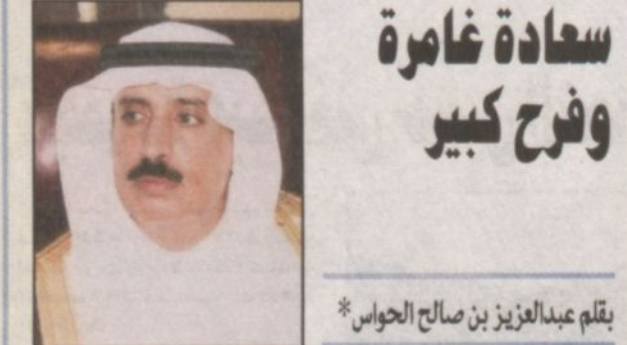 سعادة غامرة
وفرح كبير
بقلم عبدالعزيز بن صالح الحواس*